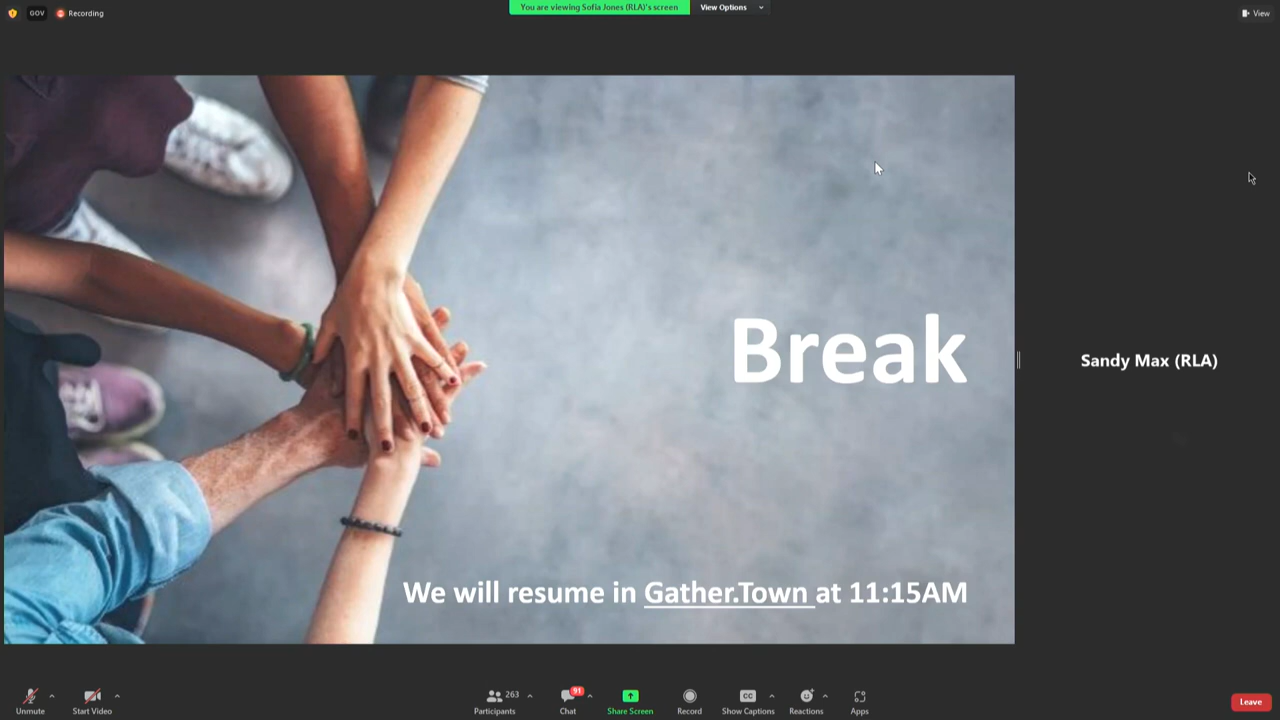 GOV
Recording
You are viewing Sofia Jones (RLA)'s screen
View Options
View
Break
Sandy Max (RLA)
We will resume in Gather.Town at 11:15AM
263
91
CC
Unmute
Start Video
Participants
Chat
Share Screen
Record
Show Captions
Reactions
Apps
Leave